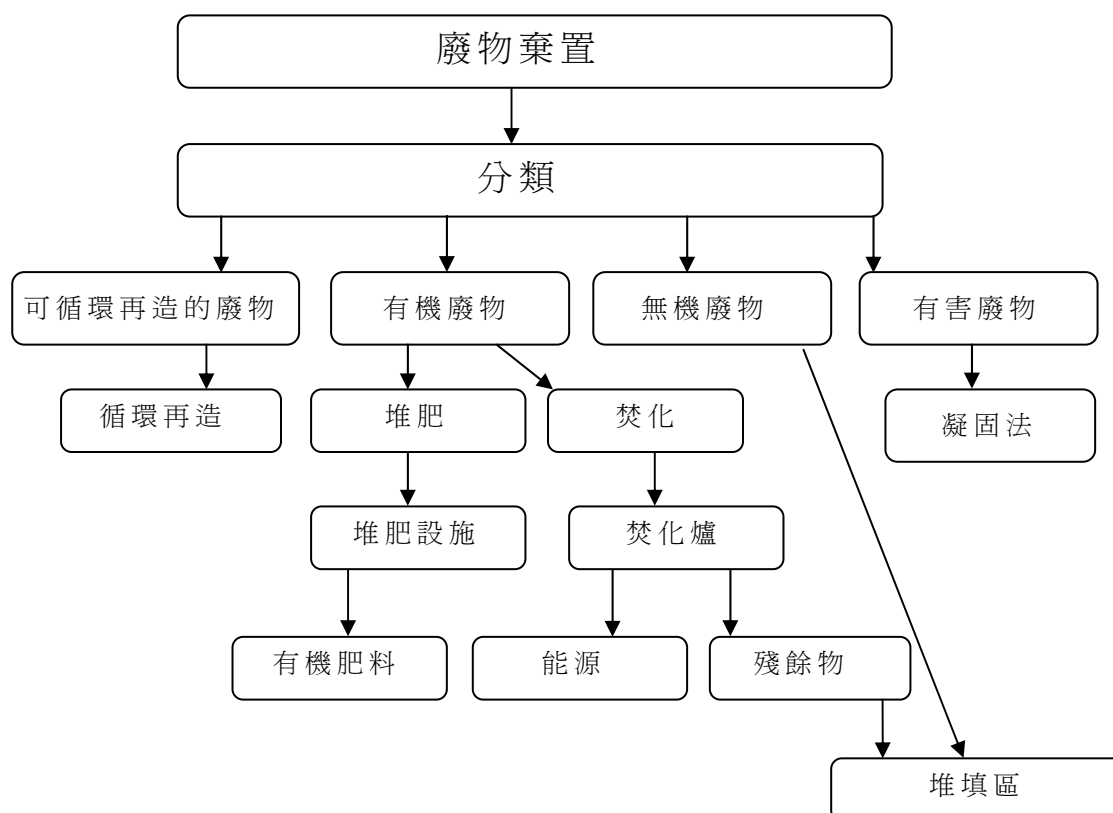 廢物棄置
分類
可循環再造的廢物
有機廢物
無機廢物
有害廢物
循環再造
堆肥
焚化
凝固法
堆肥設施
焚化爐
有機肥料
能源
殘餘物
堆填區